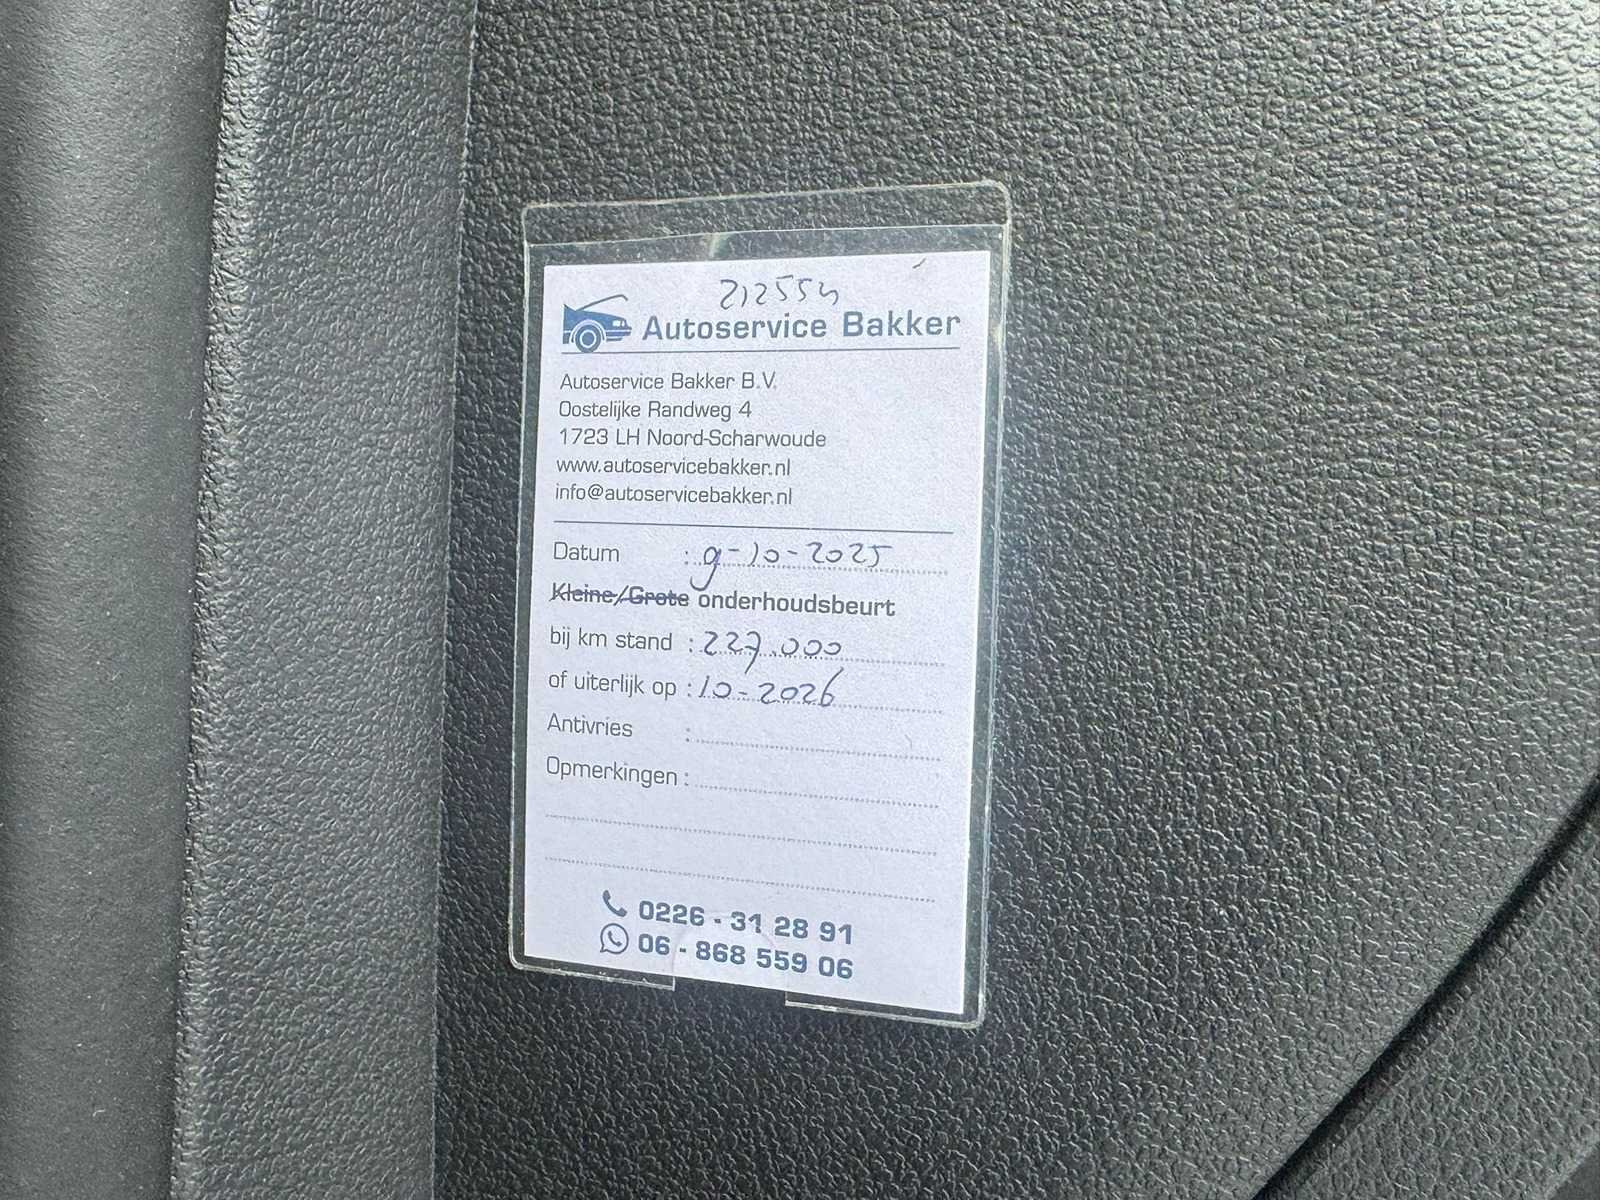 212554
Autoservice Bakker
Autoservice Bakker B.V.
Oostelijke Randweg 4
1723 LH Noord-Scharwoude
www.autoservicebakker.nl
info@autoservicebakker.nl
Datum : 9-10-2025
Kleine/Grote onderhoudsbeurt
bij km stand : 227.000
of uiterlijk op : 10-2026
Antivries :
Opmerkingen :
0226 - 31 28 91
06 - 868 559 06